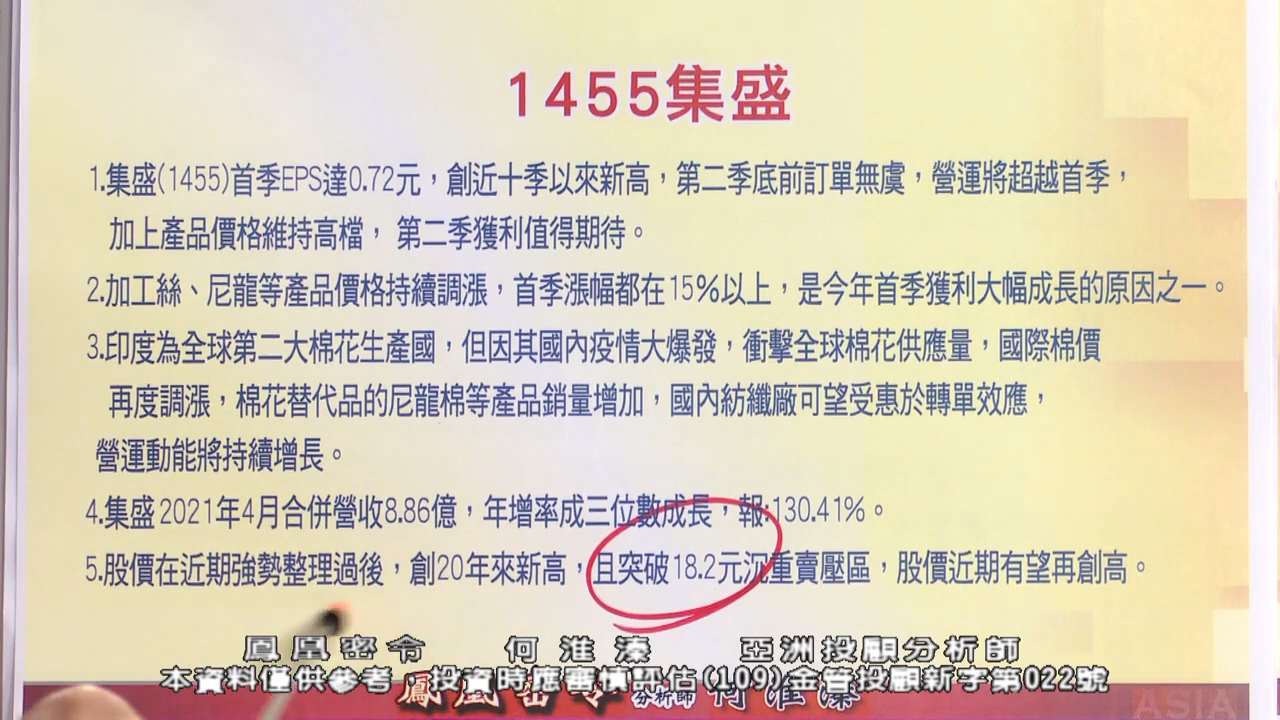 1455集盛
1.集盛(1455)首季EPS達0.72元，創近十季以來新高，第二季底前訂單無虞，營運將超越首季，
加上產品價格維持高檔， 第二季獲利值得期待。
2.加工絲、尼龍等產品價格持續調漲，首季漲幅都在15%以上，是今年首季獲利大幅成長的原因之一。
3.印度為全球第二大棉花生產國，但因其國內疫情大爆發，衝擊全球棉花供應量，國際棉價
再度調漲，棉花替代品的尼龍棉等產品銷量增加，國內紡纖廠可望受惠於轉單效應，
營運動能將持續增長。
4.集盛2021年4月合併營收8.86億，年增率成三位數成長，報:130.41%。
5.股價在近期強勢整理過後，創20年來新高，且突破18.2元沉重賣壓區，股價近期有望再創高。
鳳凰密令 何淮溱 亞洲投顧分析師
本資料僅供參考，投資時應審慎評估(109)金管投顧新字第022號
鳳凰密令 分析師 何淮溱
ASIA